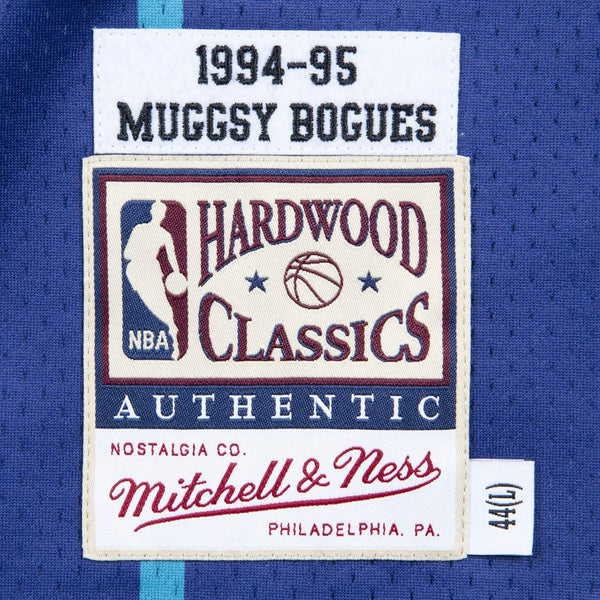 1994-95
MUGGSY BOGUES
HARDWOOD
CLASSICS
NBA
AUTHENTIC
NOSTALGIA CO.
Mitchell & Ness
PHILADELPHIA. PA.
44(L)